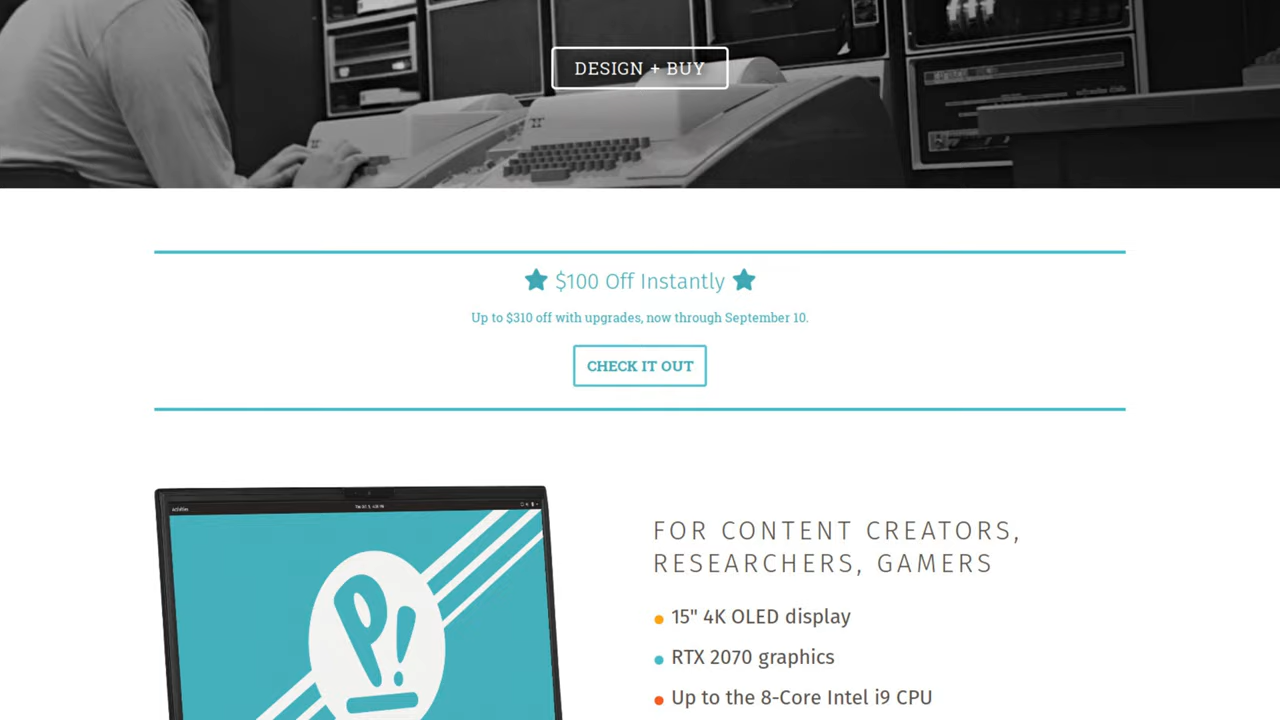 DESIGN + BUY
$100 Off Instantly
Up to $310 off with upgrades, now through September 10.
CHECK IT OUT
Activities
FOR CONTENT CREATORS,
RESEARCHERS, GAMERS
P!
15" 4K OLED display
RTX 2070 graphics
Up to the 8-Core Intel i9 CPU